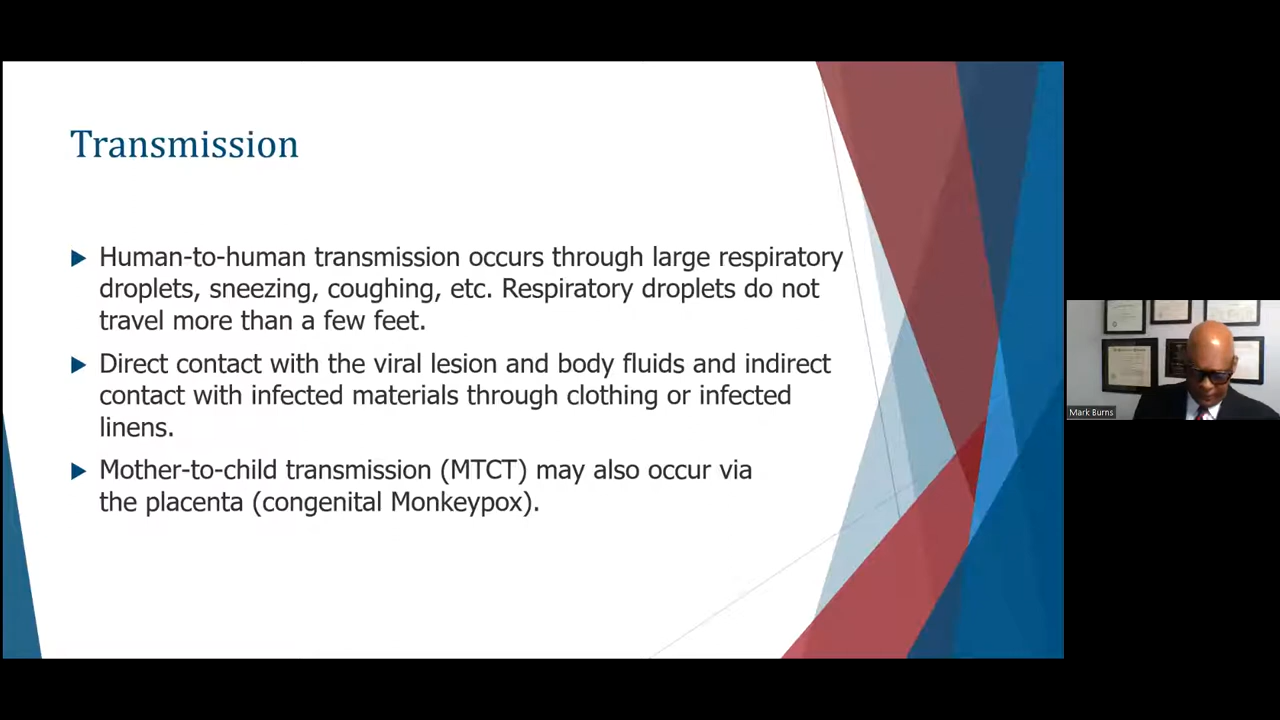 Transmission
Human-to-human transmission occurs through large respiratory
droplets, sneezing, coughing, etc. Respiratory droplets do not
travel more than a few feet.
Direct contact with the viral lesion and body fluids and indirect
contact with infected materials through clothing or infected
linens.
Mother-to-child transmission (MTCT) may also occur via
the placenta (congenital Monkeypox).
Mark Burns